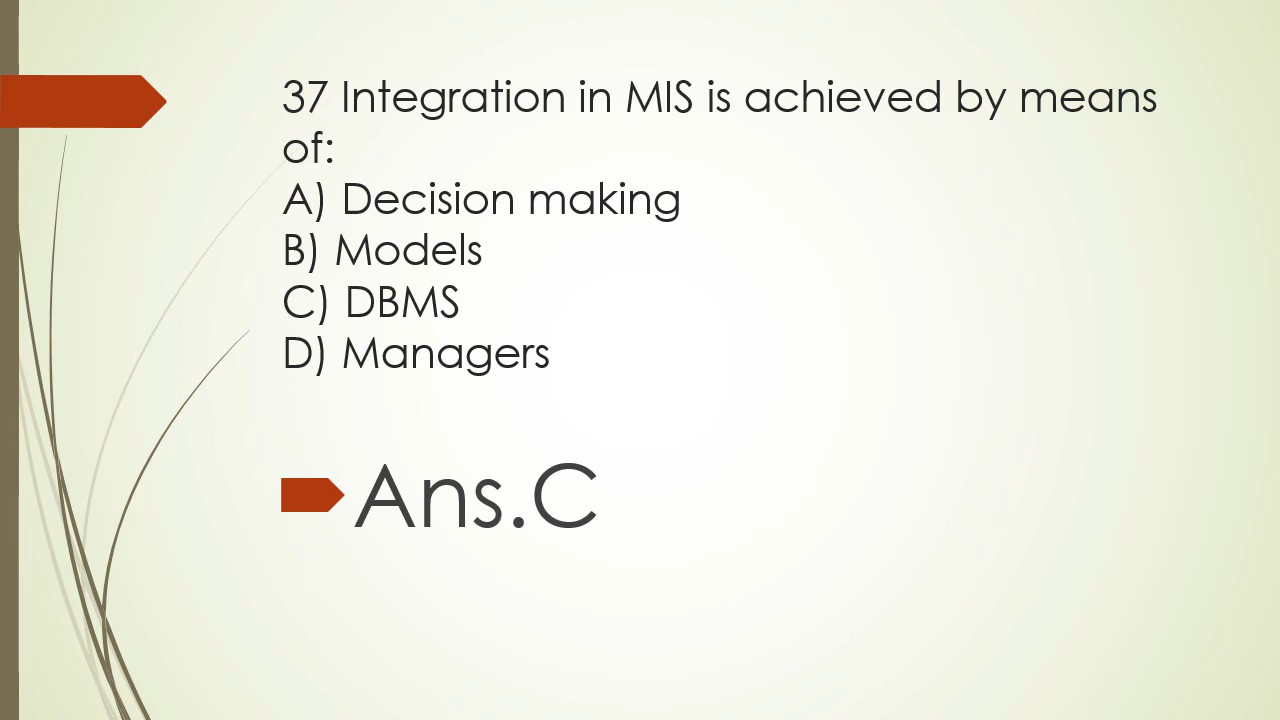 37 Integration in MIS is achieved by means
of:
A) Decision making
B) Models
C) DBMS
D) Managers
Ans.C